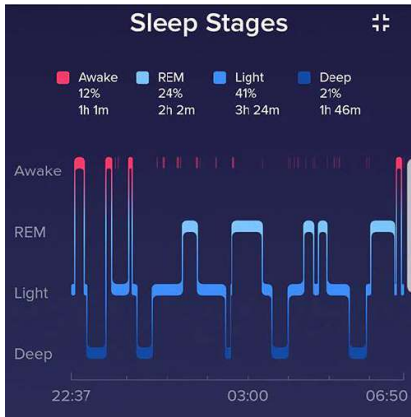 Sleep Stages
Awake REM Light Deep
12% 24% 41% 21%
1h 1m 2h 2m 3h 24m 1h 46m
Awake
REM
Light
Deep
22:37 03:00 06:50